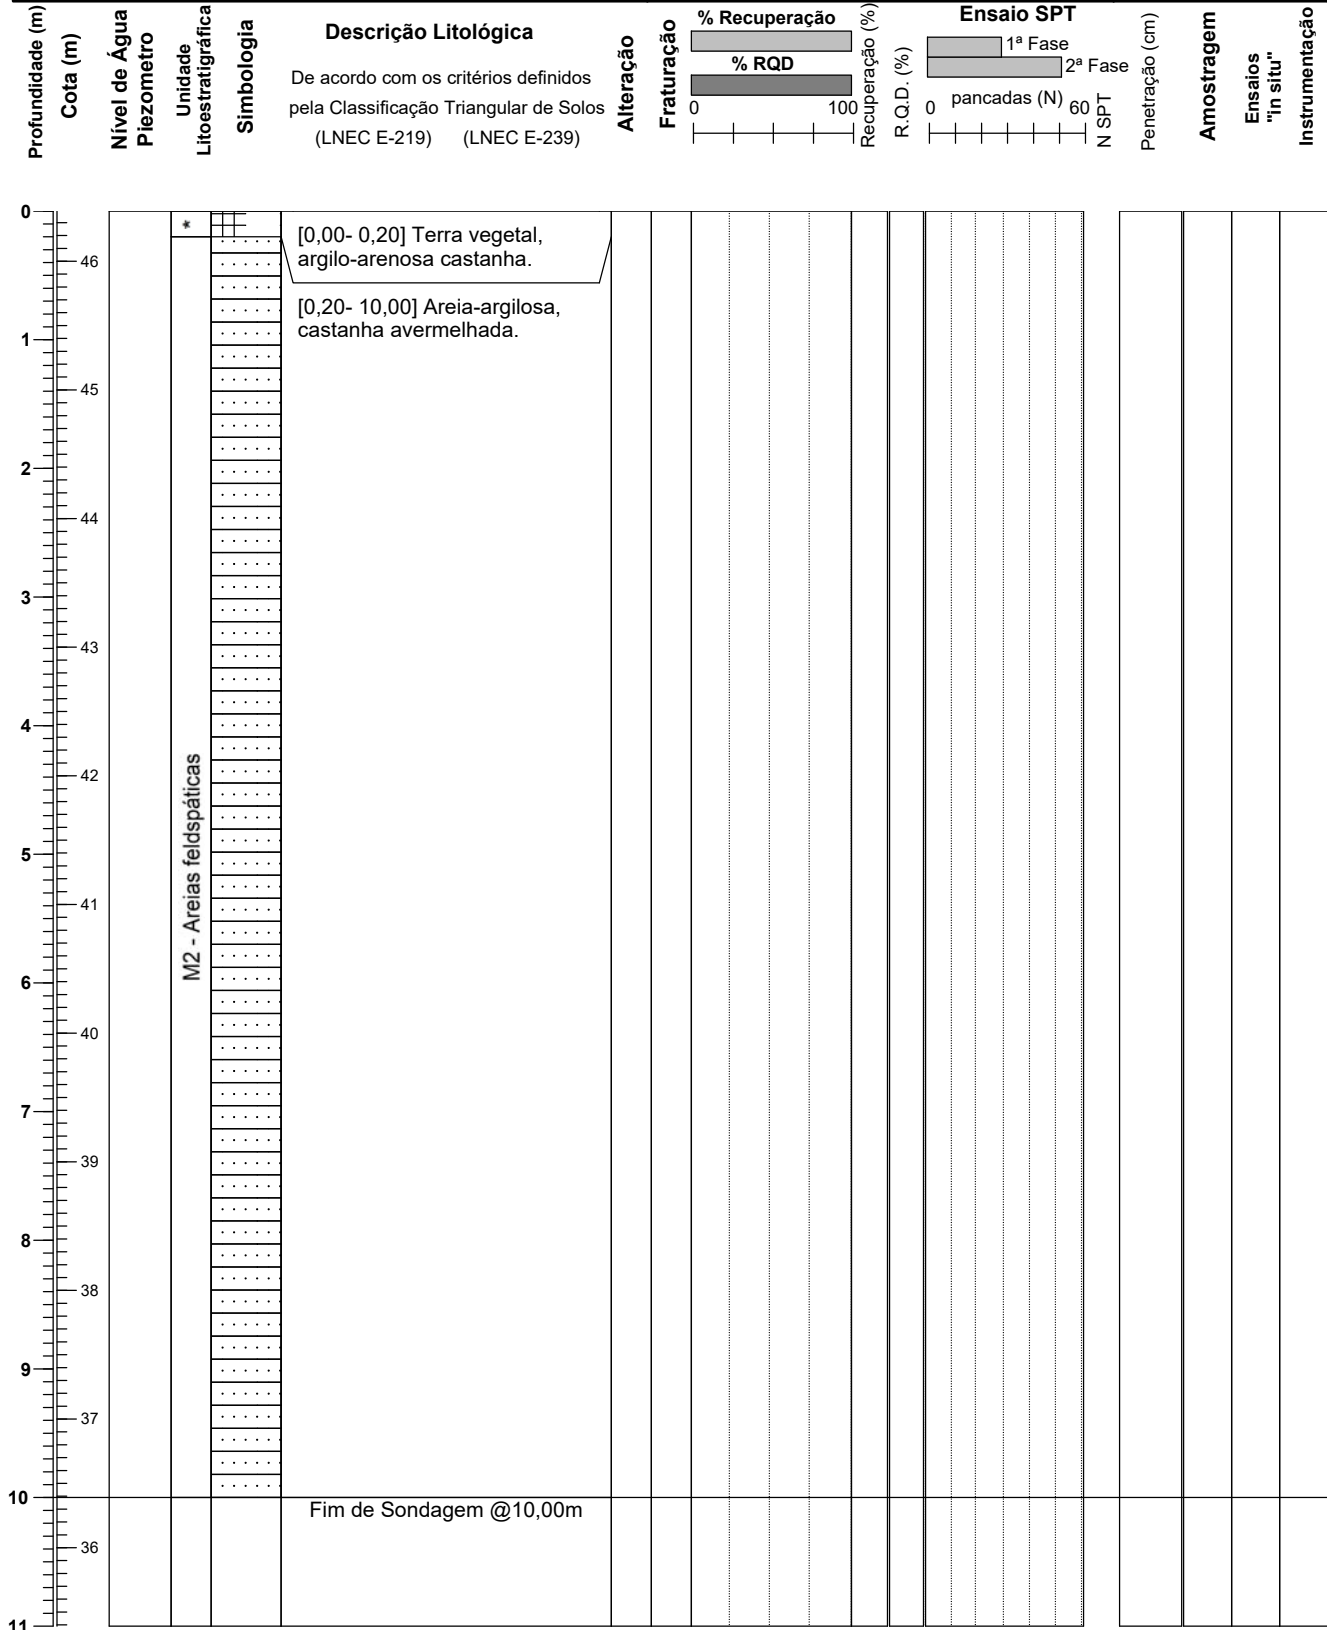 Profundidade (m)
Cota (m)
Nível de Água
Piezometro
Unidade
Litoestratigráfica
Simbologia
Descrição Litológica
De acordo com os critérios definidos
pela Classificação Triangular de Solos
(LNEC E-219) (LNEC E-239)
Alteração
Fraturação
% Recuperação
% RQD
0 100
Recuperação (%)
R.Q.D. (%)
Ensaio SPT
1ª Fase
2ª Fase
pancadas (N)
0 60
N SPT
Penetração (cm)
Amostragem
Ensaios
"in situ"
Instrumentação
0
*
[0,00- 0,20] Terra vegetal,
argilo-arenosa castanha.
46
[0,20- 10,00] Areia-argilosa,
castanha avermelhada.
1
45
2
44
3
43
4
42
M2 - Areias feldspáticas
5
41
6
40
7
39
8
38
9
37
10
Fim de Sondagem @10,00m
36
11